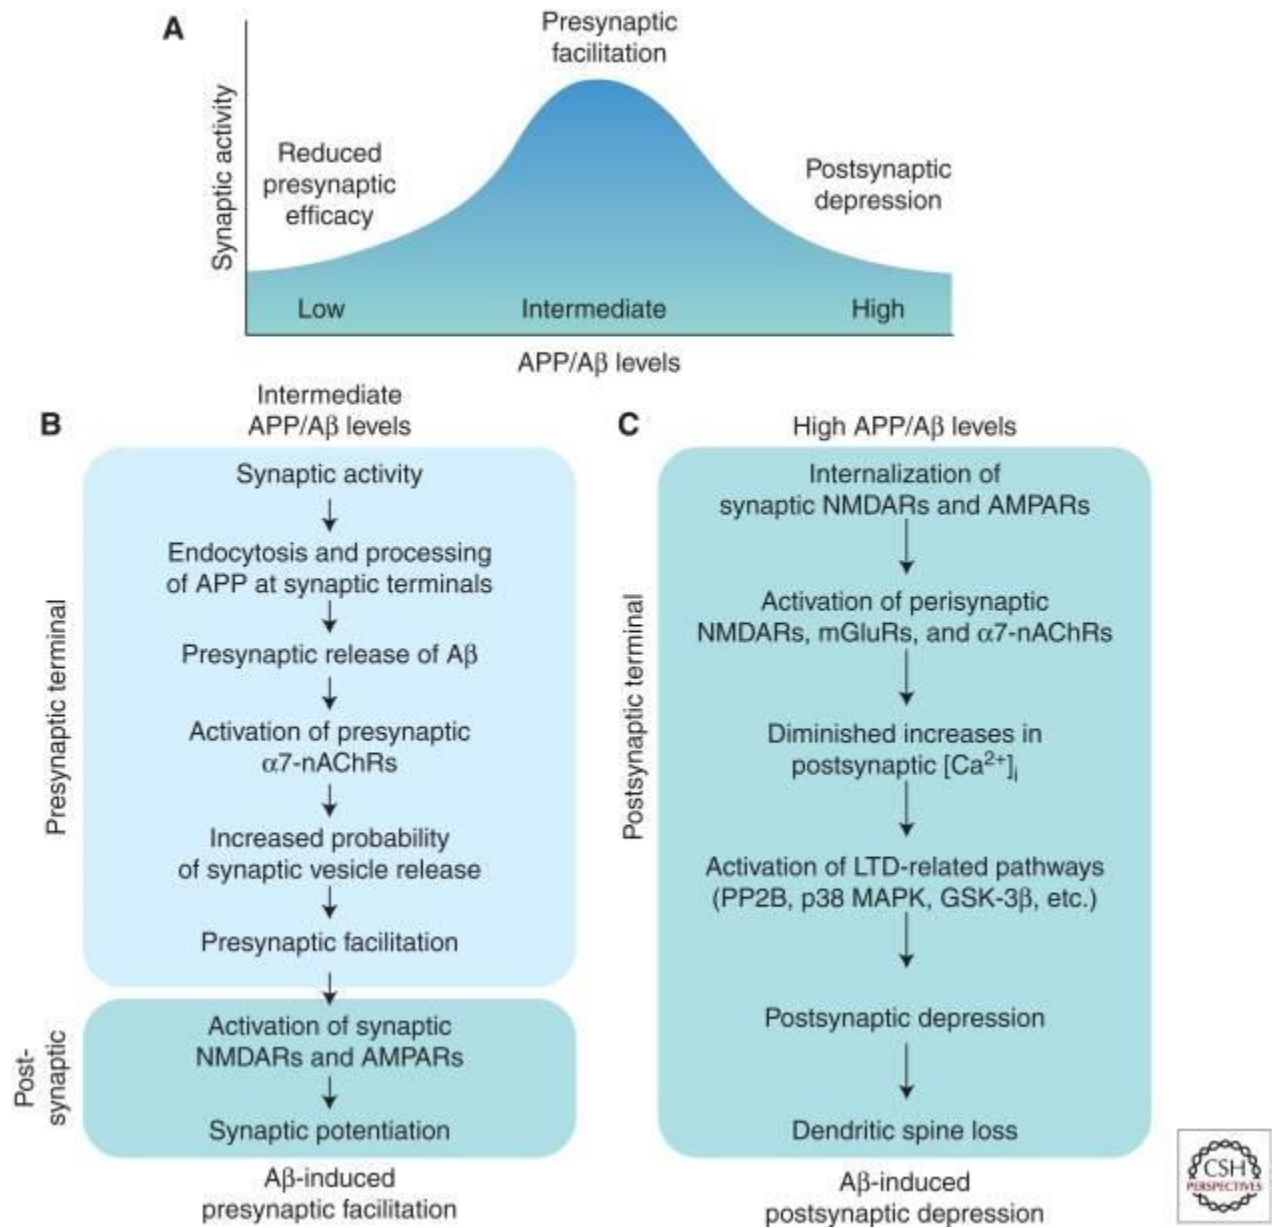 A
Presynaptic
facilitation
Synaptic activity
Reduced
presynaptic
efficacy
Postsynaptic
depression
Low
Intermediate
High
APP/Aβ levels
B
Intermediate
APP/Aβ levels
Presynaptic terminal
Synaptic activity
Endocytosis and processing
of APP at synaptic terminals
Presynaptic release of Aβ
Activation of presynaptic
α7-nAChRs
Increased probability
of synaptic vesicle release
Presynaptic facilitation
Post-
synaptic
Activation of synaptic
NMDARs and AMPARs
Synaptic potentiation
Aβ-induced
presynaptic facilitation
C
High APP/Aβ levels
Postsynaptic terminal
Internalization of
synaptic NMDARs and AMPARs
Activation of perisynaptic
NMDARs, mGluRs, and α7-nAChRs
Diminished increases in
postsynaptic [Ca²⁺]ᵢ
Activation of LTD-related pathways
(PP2B, p38 MAPK, GSK-3β, etc.)
Postsynaptic depression
Dendritic spine loss
Aβ-induced
postsynaptic depression
CSH
PERSPECTIVES